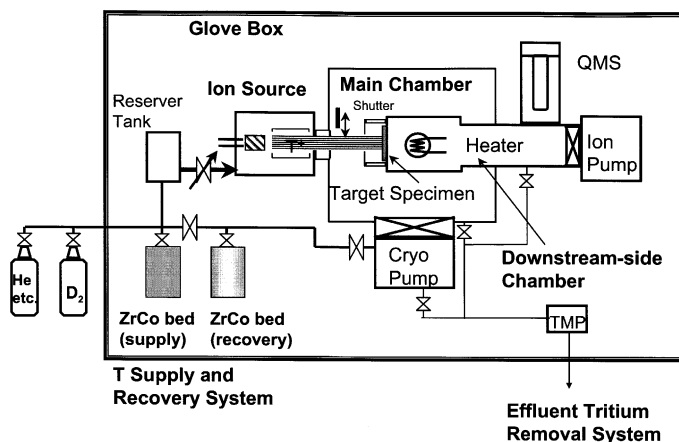 Glove Box
QMS
Ion Source
Main Chamber
Reserver
Tank
Shutter
T+
Heater
Ion
Pump
Target Specimen
He
etc.
D2
Cryo
Pump
Downstream-side
Chamber
ZrCo bed
(supply)
ZrCo bed
(recovery)
TMP
T Supply and
Recovery System
Effluent Tritium
Removal System